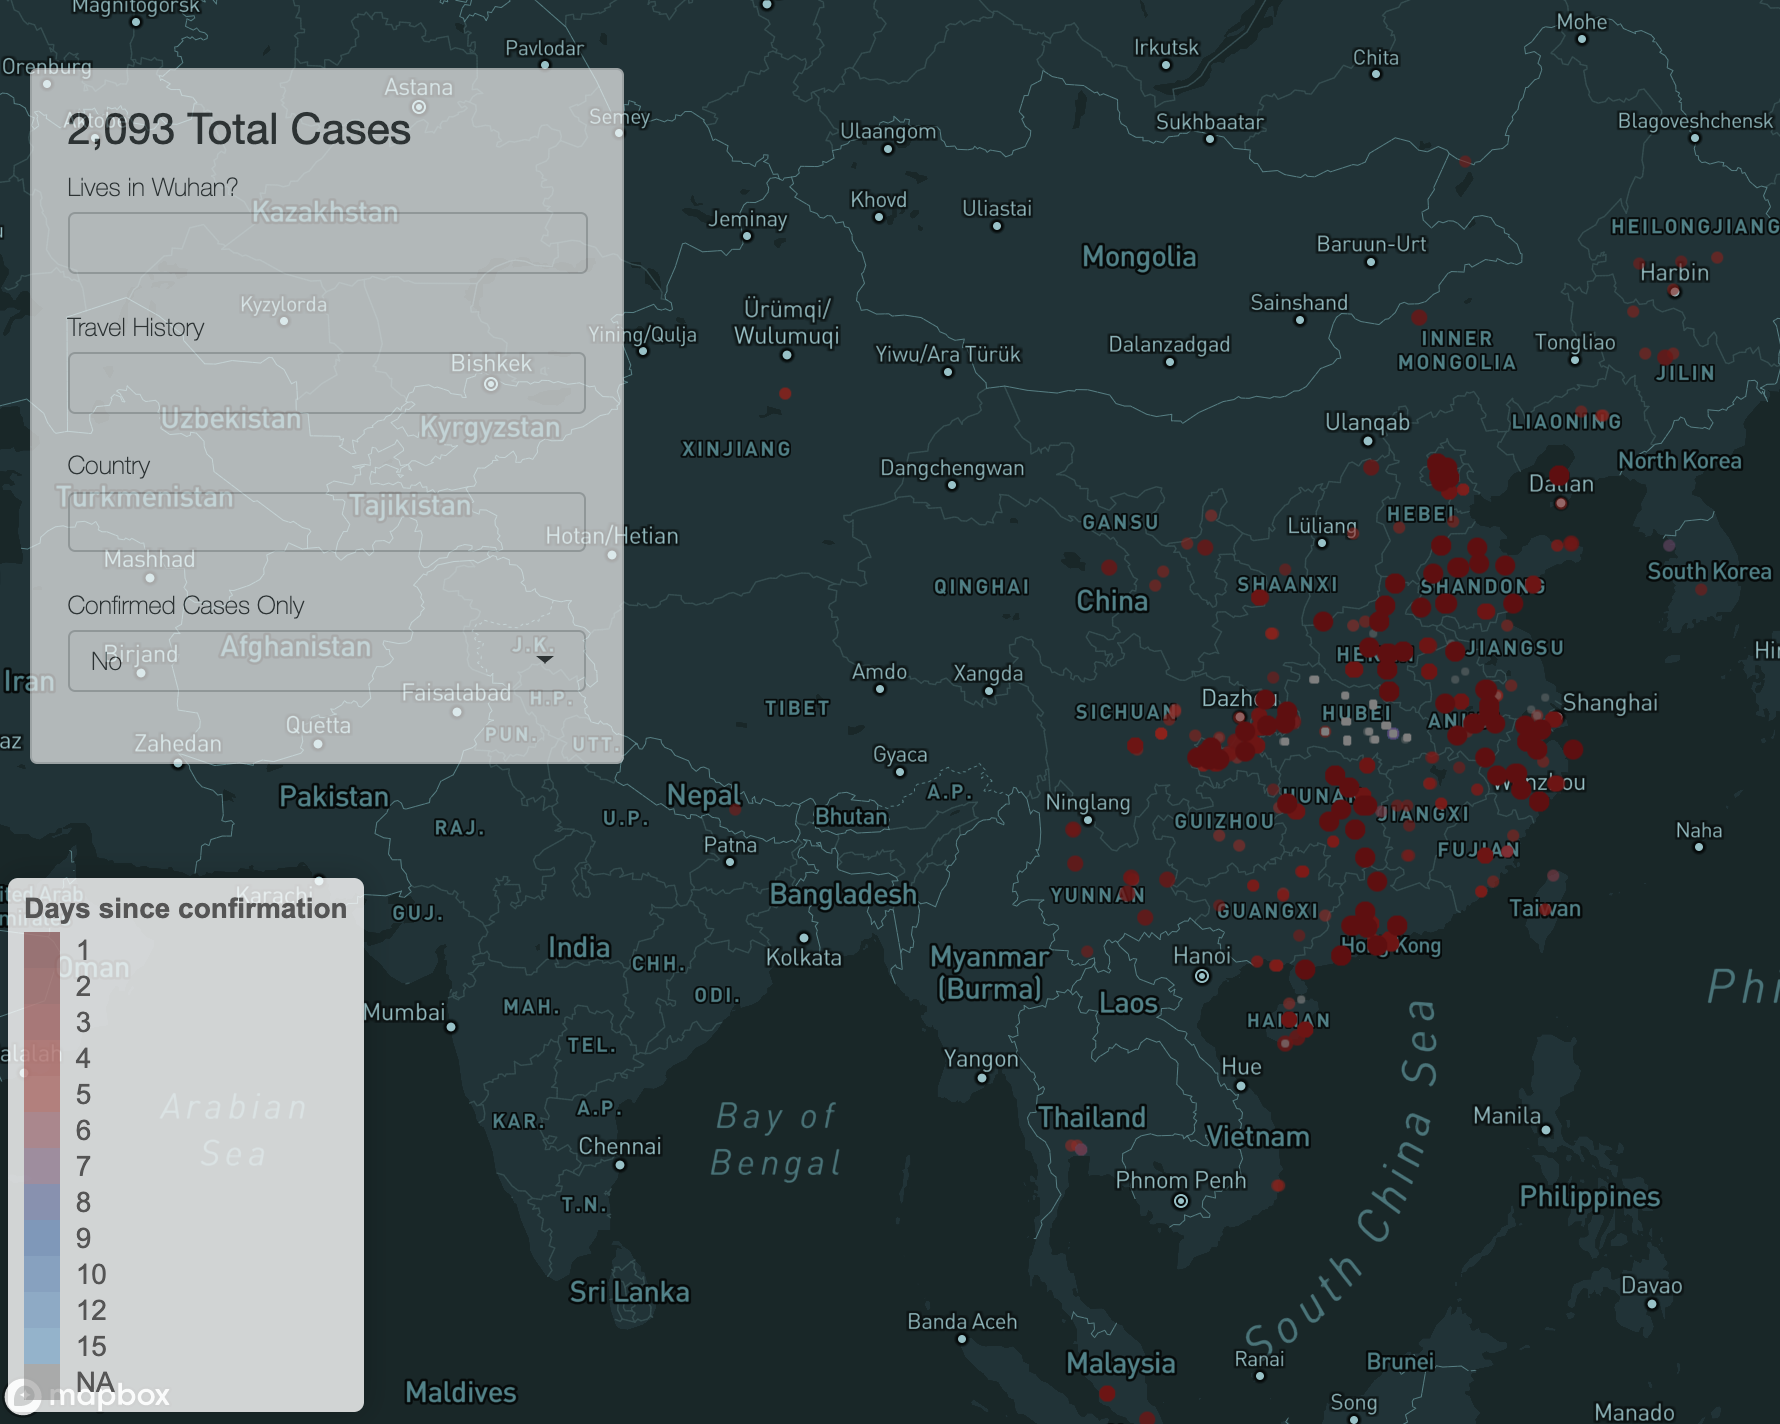 Magnitogorsk
Mohe
Pavlodar
Irkutsk
Chita
Orenburg
Astana
Semey
Ulaangom
Sukhbaatar
Blagoveshchensk
2,093 Total Cases
Lives in Wuhan?
Kazakhstan
Khovd
Uliastai
Jeminay
HEILONGJIANG
Baruun-Urt
Mongolia
Harbin
Kyzylorda
Sainshand
Travel History
Yining/Qulja
Ürümqi/
Wulumuqi
Yiwu/Ara Türük
Dalanzadgad
INNER
MONGOLIA
Tongliao
JILIN
Bishkek
Uzbekistan
Kyrgyzstan
XINJIANG
Ulanqab
LIAONING
Country
Dangchengwan
North Korea
Dalian
Turkmenistan
Tajikistan
GANSU
HEBEI
Lüliang
Hotan/Hetian
Mashhad
QINGHAI
China
SHAANXI
SHANDONG
South Korea
Confirmed Cases Only
No
Birjand
Afghanistan
J.K.
JIANGSU
Iran
Faisalabad
H.P.
Amdo
Xangda
Dazhou
Shanghai
TIBET
SICHUAN
HUBEI
Quetta
Zahedan
PUN.
UTT.
Gyaca
Pakistan
Nepal
A.P.
Ninglang
Wenzhou
RAJ.
U.P.
Bhutan
GUIZHOU
HUNAN
JIANGXI
Naha
Patna
FUJIAN
Karachi
Bangladesh
YUNNAN
GUANGXI
Taiwan
Days since confirmation
GUJ.
India
CHH.
Kolkata
Myanmar
(Burma)
Hanoi
Hong Kong
1
Oman
2
ODI.
Laos
Mumbai
MAH.
3
HAINAN
TEL.
4
Yangon
Hue
5
Arabian
Sea
A.P.
Bay of
Bengal
Thailand
Manila
KAR.
6
Chennai
Vietnam
7
Phnom Penh
8
T.N.
Philippines
South China Sea
9
10
Sri Lanka
Davao
12
Banda Aceh
15
Malaysia
Ranai
Brunei
NA
mapbox
Maldives
Song
Manado